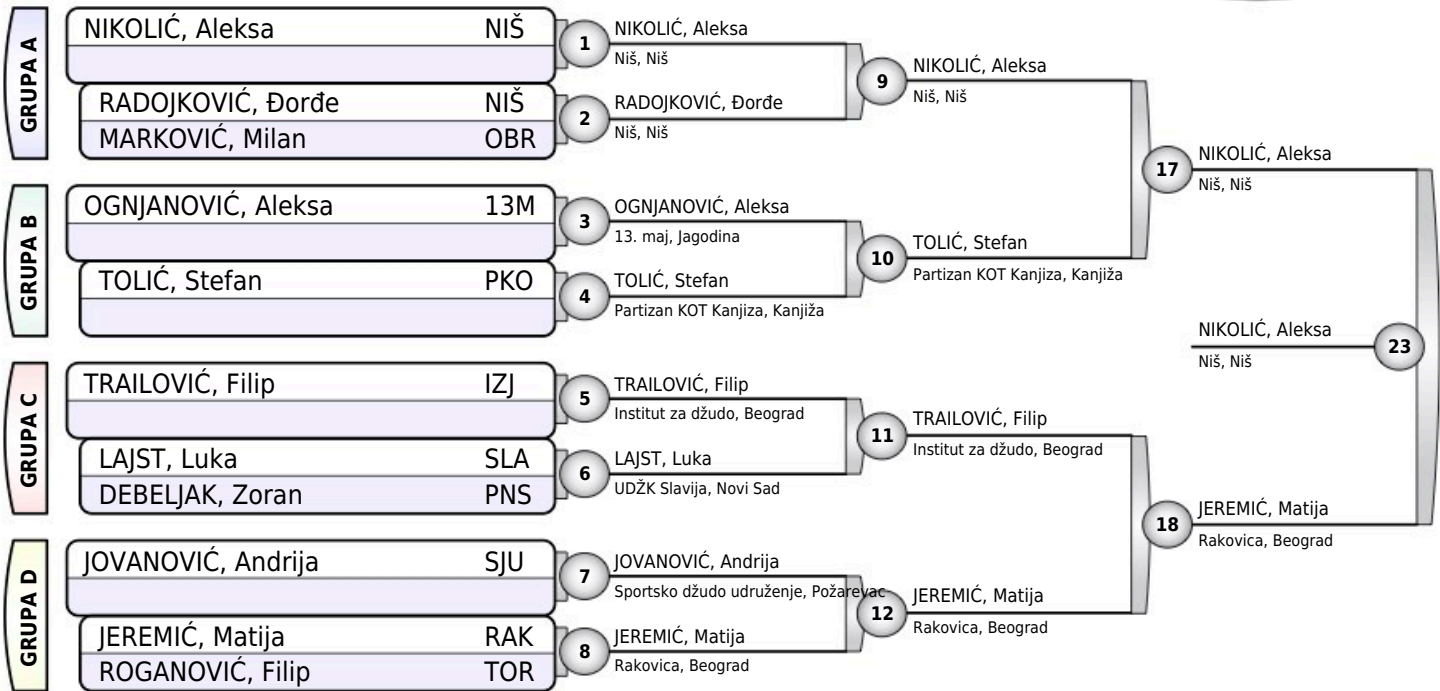 GRUPA A
NIKOLIĆ, Aleksa NIŠ
RADOJKOVIĆ, Đorđe NIŠ
MARKOVIĆ, Milan OBR
GRUPA B
OGNJANOVIĆ, Aleksa 13M
TOLIĆ, Stefan PKO
GRUPA C
TRAILOVIĆ, Filip IZJ
LAJST, Luka SLA
DEBELJAK, Zoran PNS
GRUPA D
JOVANOVIĆ, Andrija SJU
JEREMIĆ, Matija RAK
ROGANOVIĆ, Filip TOR
1
NIKOLIĆ, Aleksa
Niš, Niš
2
RADOJKOVIĆ, Đorđe
Niš, Niš
3
OGNJANOVIĆ, Aleksa
13. maj, Jagodina
4
TOLIĆ, Stefan
Partizan KOT Kanjiza, Kanjiža
5
TRAILOVIĆ, Filip
Institut za džudo, Beograd
6
LAJST, Luka
UDŽK Slavija, Novi Sad
7
JOVANOVIĆ, Andrija
Sportsko džudo udruženje, Požarevac
8
JEREMIĆ, Matija
Rakovica, Beograd
9
NIKOLIĆ, Aleksa
Niš, Niš
10
TOLIĆ, Stefan
Partizan KOT Kanjiza, Kanjiža
11
TRAILOVIĆ, Filip
Institut za džudo, Beograd
12
JEREMIĆ, Matija
Rakovica, Beograd
17
NIKOLIĆ, Aleksa
Niš, Niš
18
JEREMIĆ, Matija
Rakovica, Beograd
NIKOLIĆ, Aleksa
Niš, Niš
23